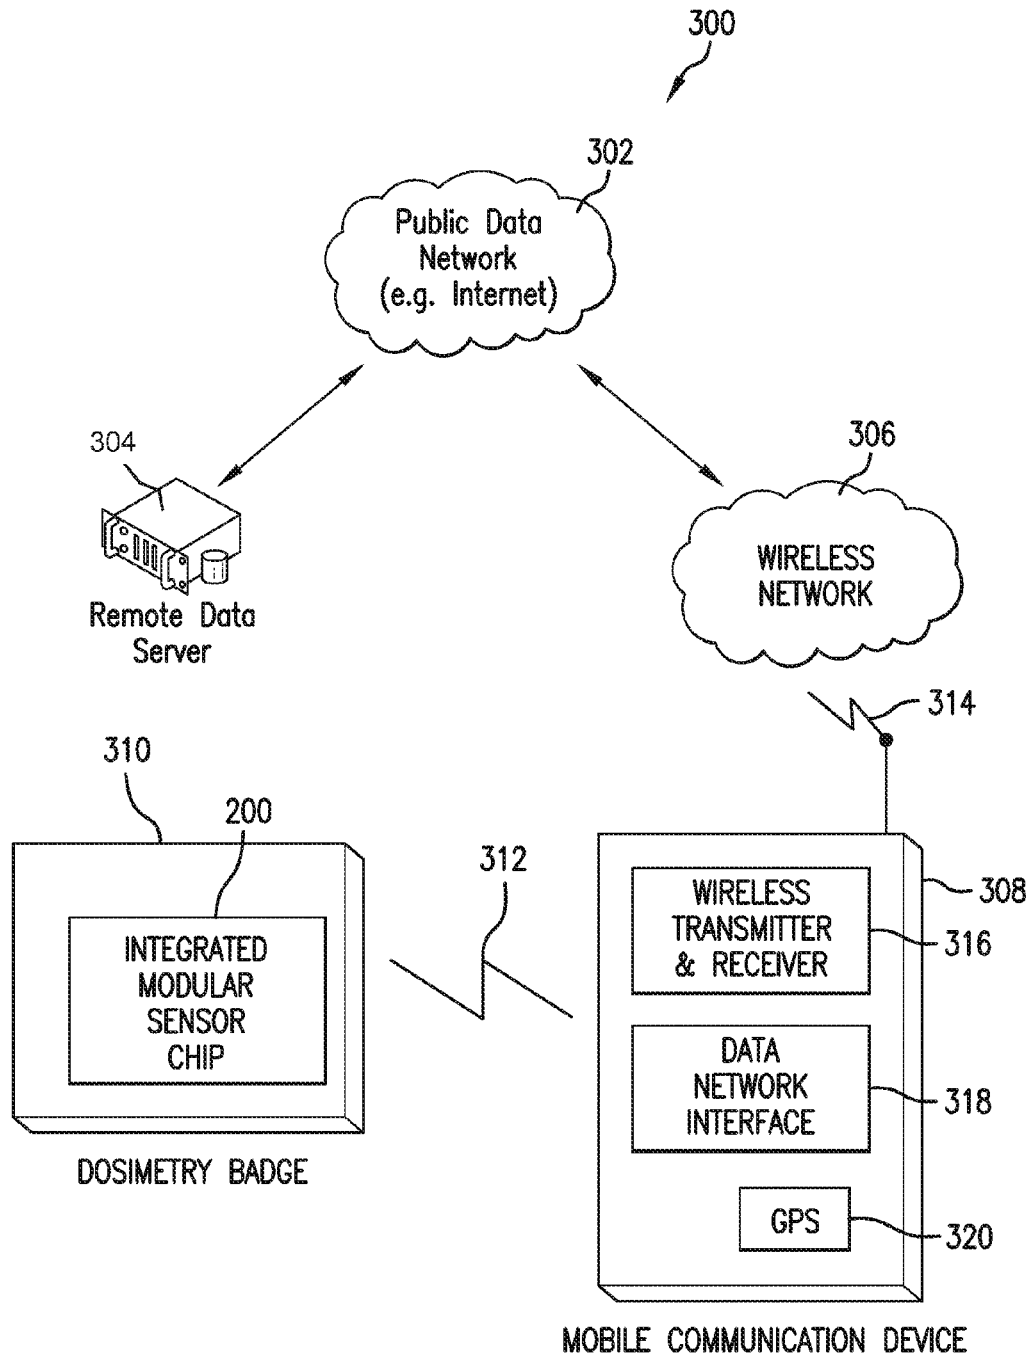 300
302
Public Data
Network
(e.g. Internet)
304
Remote Data
Server
306
WIRELESS
NETWORK
314
310
200
INTEGRATED
MODULAR
SENSOR
CHIP
DOSIMETRY BADGE
312
308
WIRELESS
TRANSMITTER
& RECEIVER
316
DATA
NETWORK
INTERFACE
318
GPS
320
MOBILE COMMUNICATION DEVICE